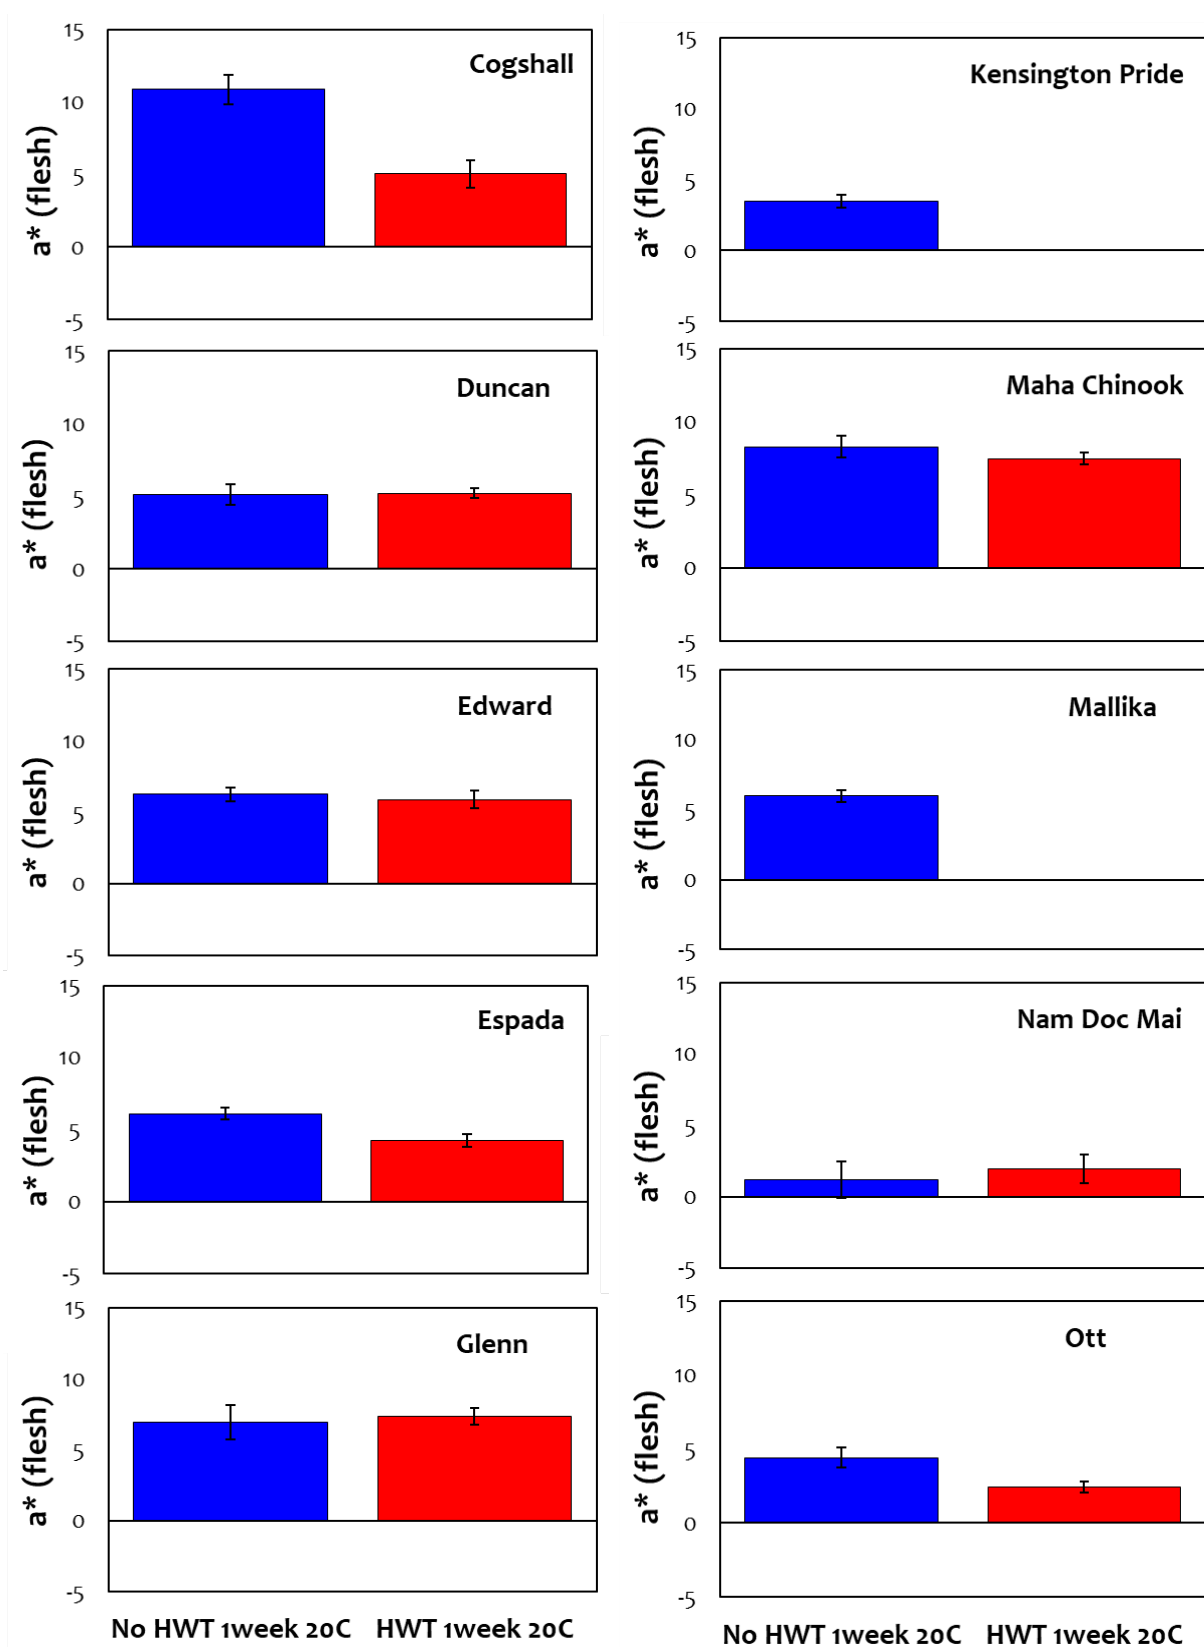 15
Cogshall
10
a* (flesh)
5
0
-5
15
Duncan
10
a* (flesh)
5
0
-5
15
Edward
10
a* (flesh)
5
0
-5
15
Espada
10
a* (flesh)
5
0
-5
15
Glenn
10
a* (flesh)
5
0
-5
No HWT 1week 20C HWT 1week 20C
15
Kensington Pride
10
a* (flesh)
5
0
-5
15
Maha Chinook
10
a* (flesh)
5
0
-5
15
Mallika
10
a* (flesh)
5
0
-5
15
Nam Doc Mai
10
a* (flesh)
5
0
-5
15
Ott
10
a* (flesh)
5
0
-5
No HWT 1week 20C HWT 1week 20C